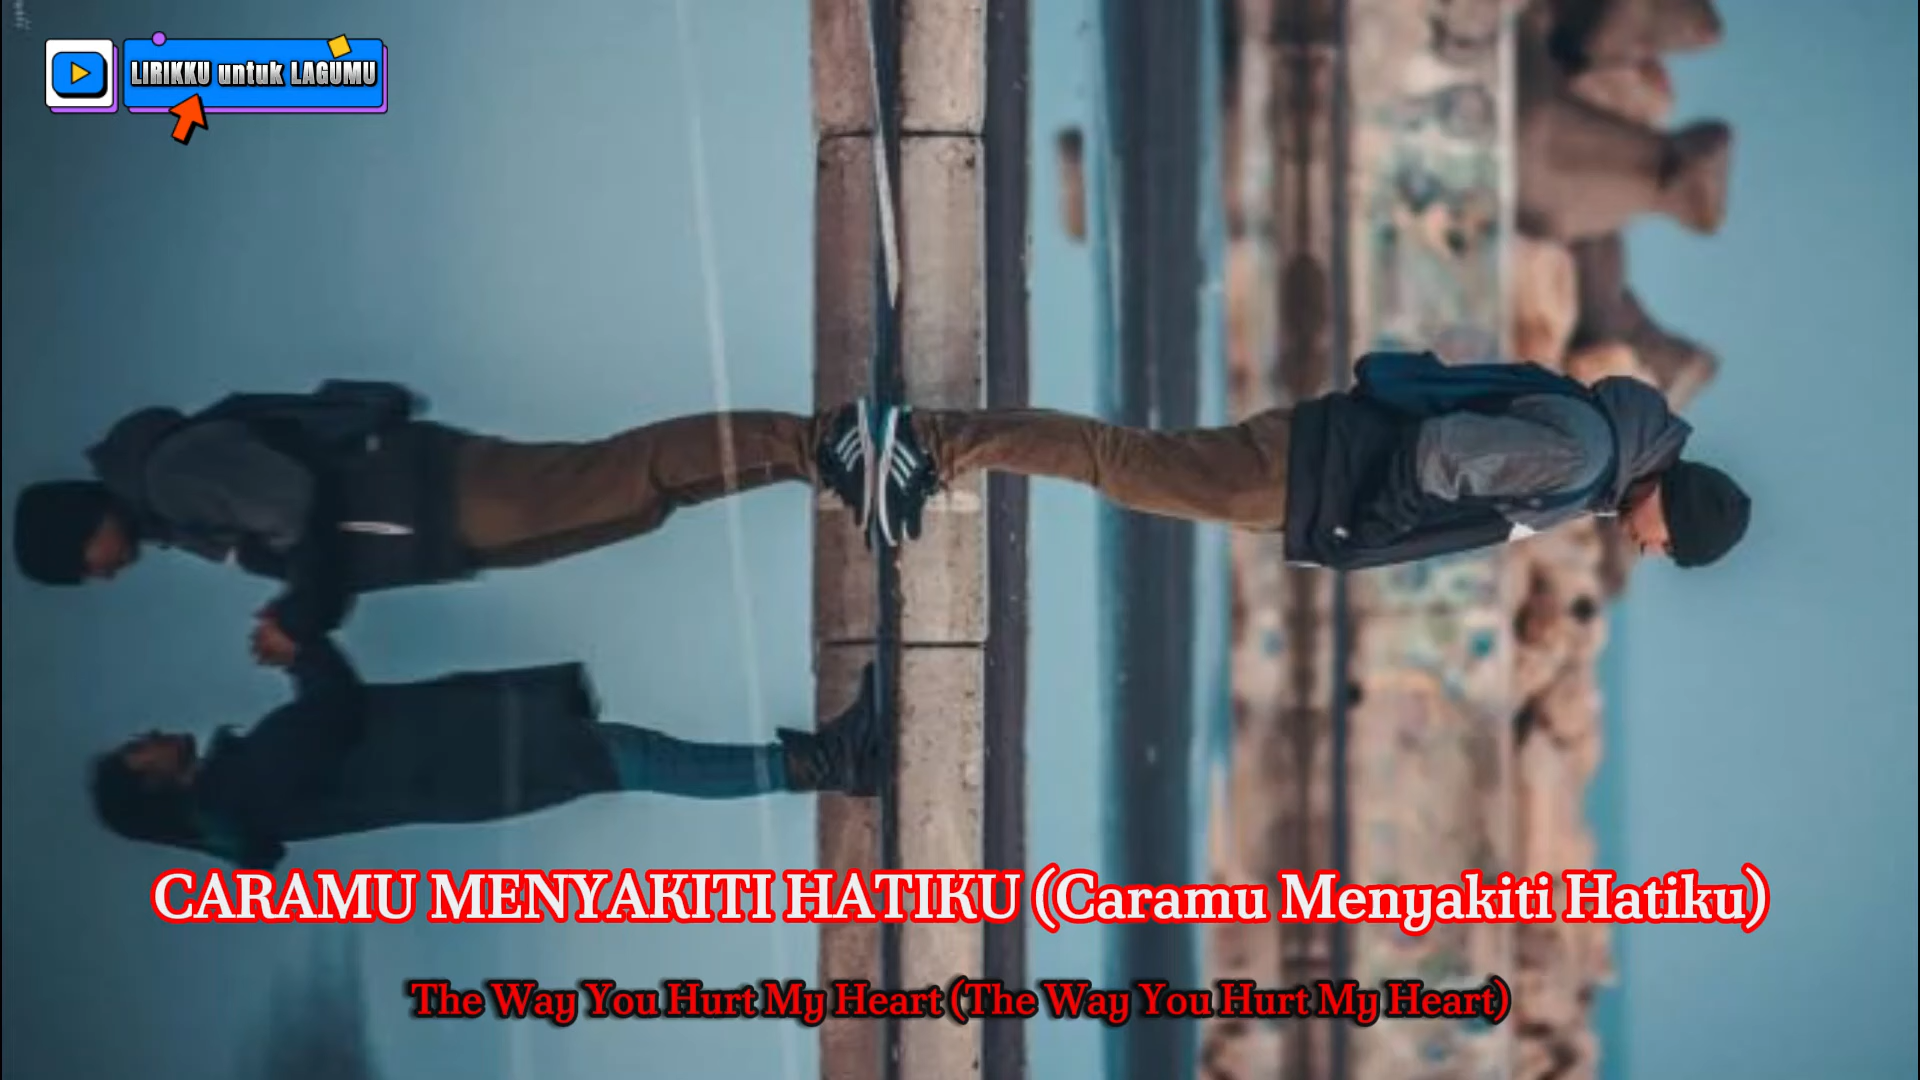 LIRIKKU untuk LAGUMU
CARAMU MENYAKITI HATIKU (Caramu Menyakiti Hatiku)
The Way You Hurt My Heart (The Way You Hurt My Heart)